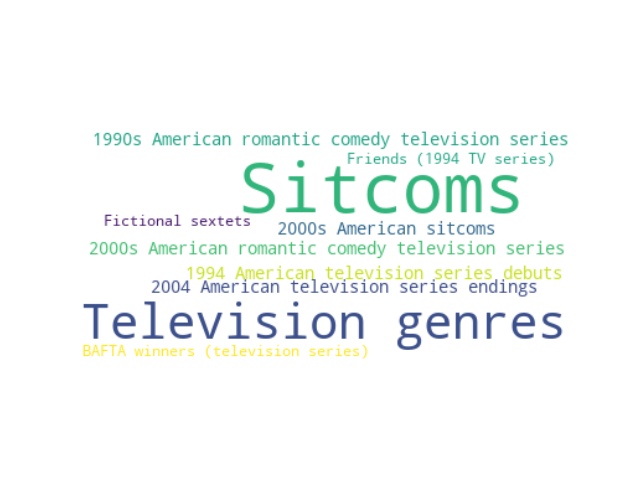 1990s American romantic comedy television series
Friends (1994 TV series)
Sitcoms
Fictional sextets
2000s American sitcoms
2000s American romantic comedy television series
1994 American television series debuts
2004 American television series endings
Television genres
BAFTA winners (television series)